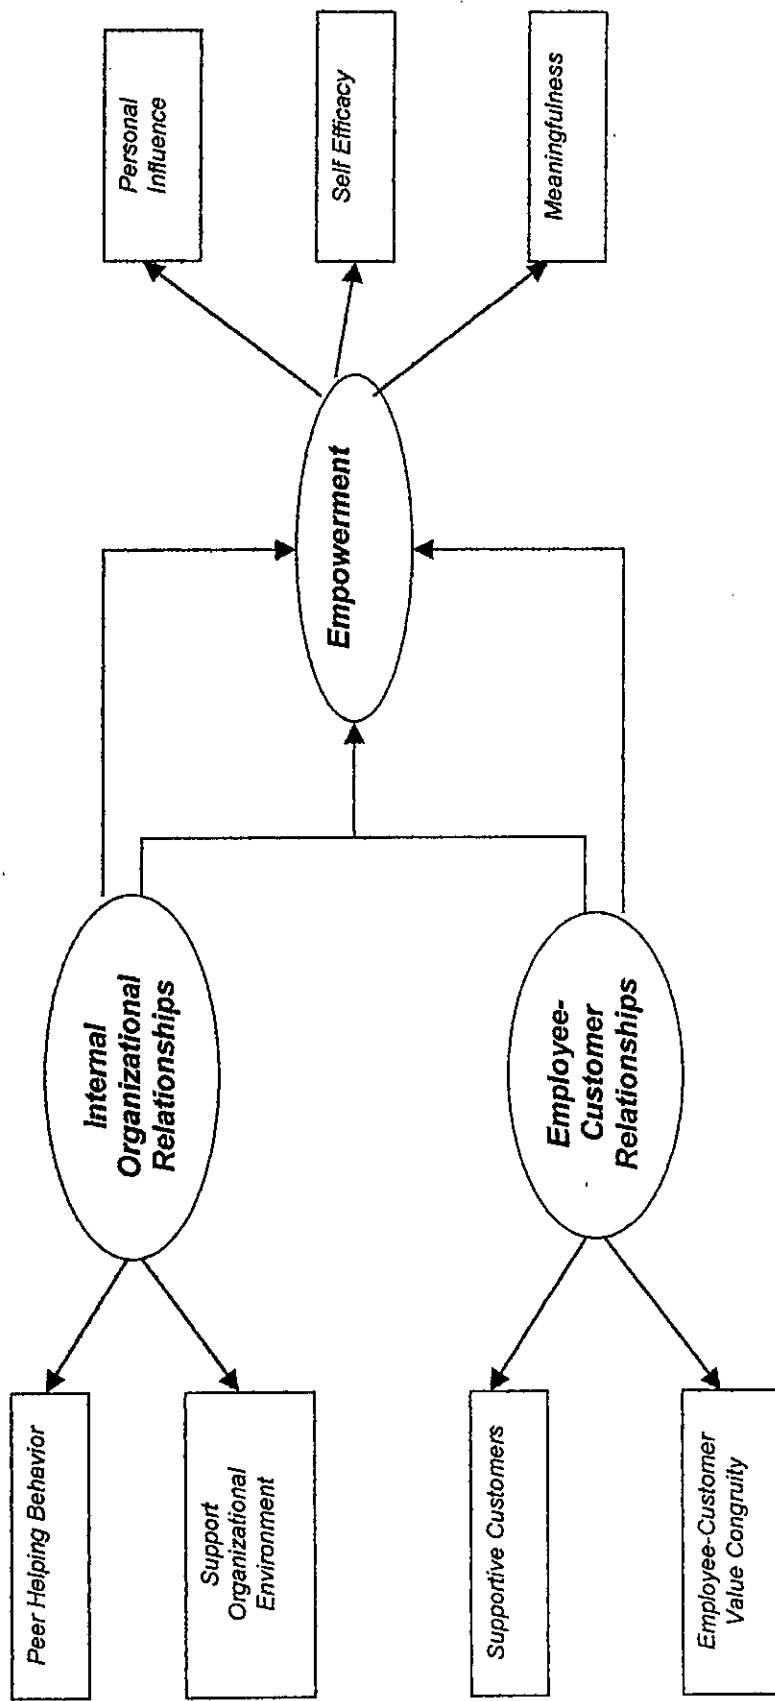 Peer Helping Behavior
Support
Organizational
Environment
Supportive Customers
Employee-Customer
Value Congruity
Internal
Organizational
Relationships
Employee-
Customer
Relationships
Empowerment
Personal
Influence
Self Efficacy
Meaningfulness